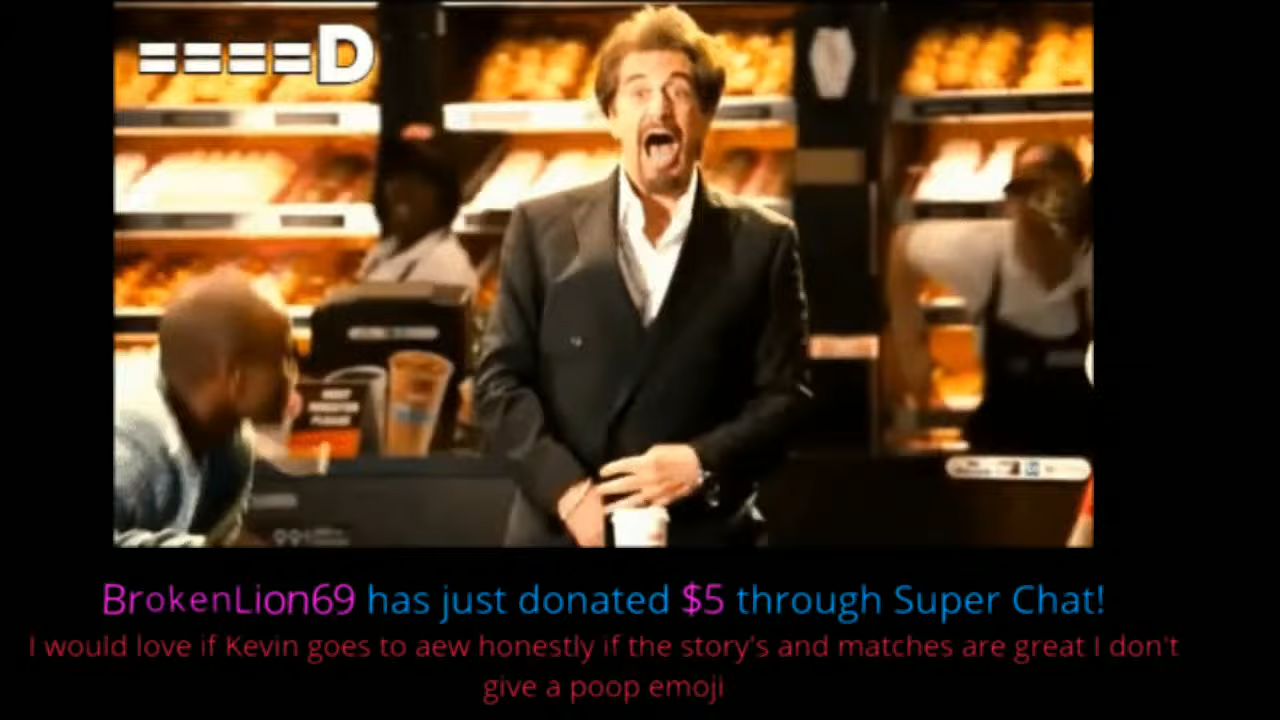 ====D
BrokenLion69 has just donated $5 through Super Chat!
I would love if Kevin goes to aew honestly if the story's and matches are great I don't
give a poop emoji